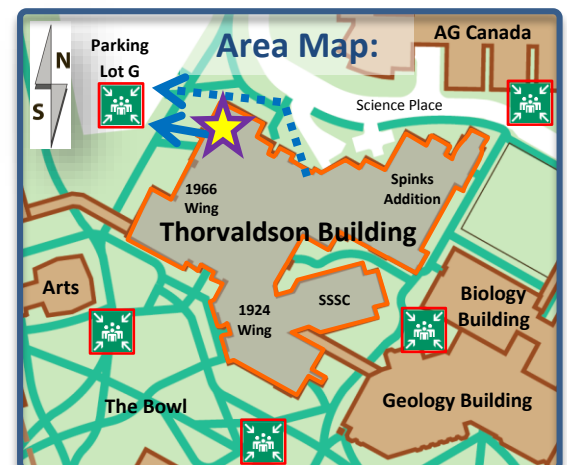 Area Map:
AG Canada
Parking
Lot G
N
S
Science Place
1966
Wing
Spinks
Addition
Thorvaldson Building
Arts
SSSC
1924
Wing
Biology
Building
The Bowl
Geology Building